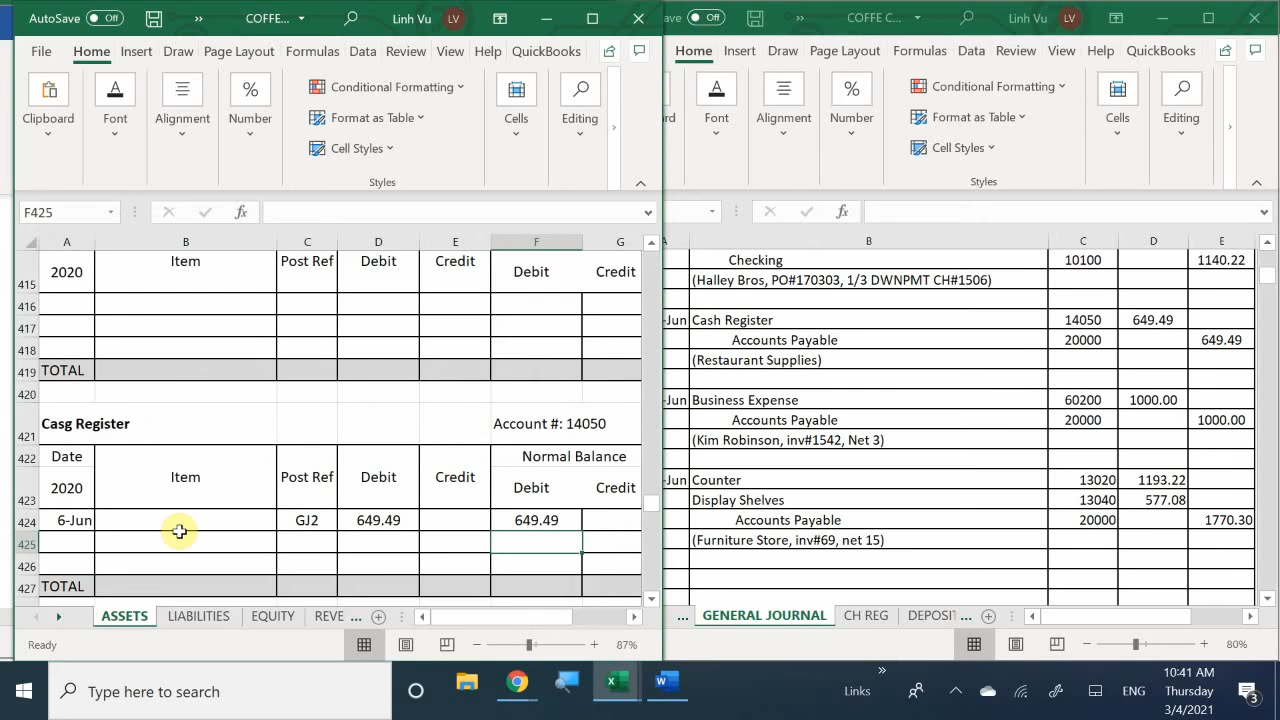 AutoSave Off COFFE... Linh Vu LV
File Home Insert Draw Page Layout Formulas Data Review View Help QuickBooks
Clipboard Font Alignment Number Conditional Formatting Format as Table Cell Styles Styles Cells Editing
F425 fx
A B C D E F G
415 2020 Item Post Ref Debit Credit Debit Credit
416
417
418
419 TOTAL
420
421 Casg Register Account #: 14050
422 Date Normal Balance
423 2020 Item Post Ref Debit Credit Debit Credit
424 6-Jun GJ2 649.49 649.49
425
426
427 TOTAL
ASSETS LIABILITIES EQUITY REVE ...
Ready 87%
ave Off COFFE C... Linh Vu LV
Home Insert Draw Page Layout Formulas Data Review View Help QuickBooks
rd Font Alignment Number Conditional Formatting Format as Table Cell Styles Styles Cells Editing
fx
A B C D E
Checking 10100 1140.22
(Halley Bros, PO#170303, 1/3 DWNPMT CH#1506)
-Jun Cash Register 14050 649.49
Accounts Payable 20000 649.49
(Restaurant Supplies)
-Jun Business Expense 60200 1000.00
Accounts Payable 20000 1000.00
(Kim Robinson, inv#1542, Net 3)
-Jun Counter 13020 1193.22
Display Shelves 13040 577.08
Accounts Payable 20000 1770.30
(Furniture Store, inv#69, net 15)
... GENERAL JOURNAL CH REG DEPOSIT ...
80%
Type here to search
Links
ENG
10:41 AM
Thursday
3/4/2021
3